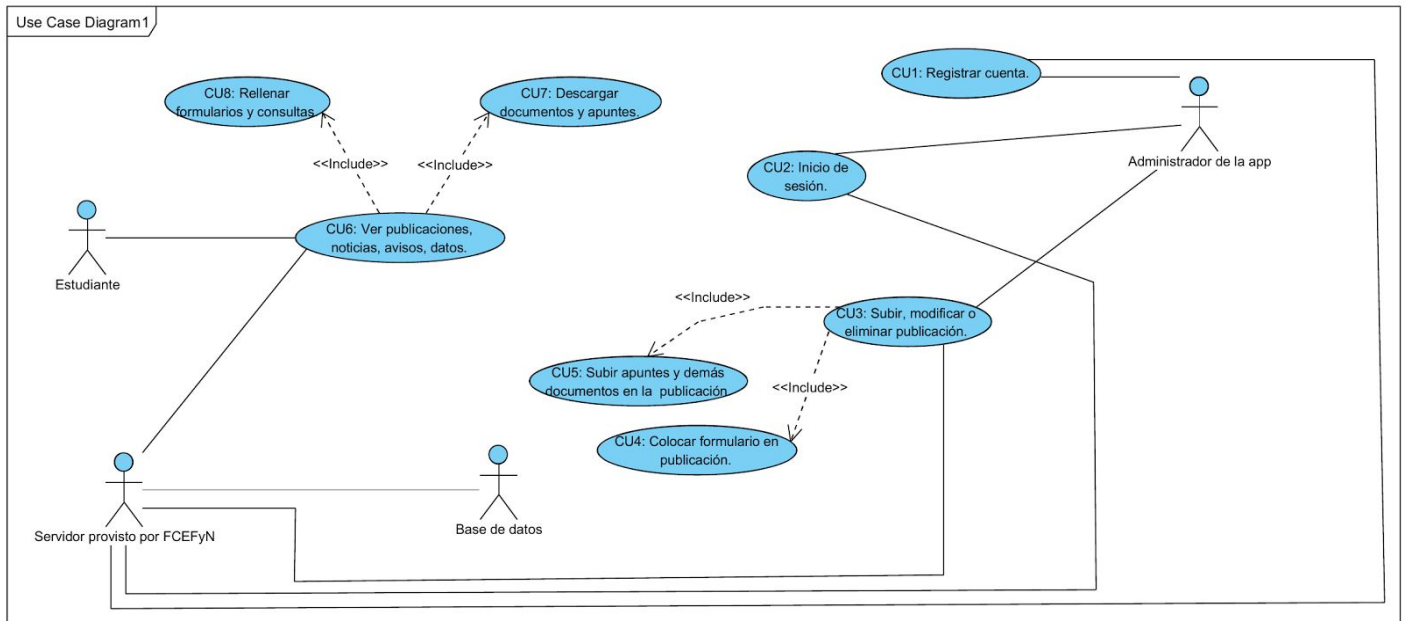 Use Case Diagram1
CU1: Registrar cuenta.
CU8: Rellenar
formularios y consultas.
CU7: Descargar
documentos y apuntes.
Administrador de la app
<<Include>>
<<Include>>
CU2: Inicio de
sesión.
CU6: Ver publicaciones,
noticias, avisos, datos.
Estudiante
<<Include>>
CU3: Subir, modificar o
eliminar publicación.
CU5: Subir apuntes y demás
documentos en la publicación
<<Include>>
CU4: Colocar formulario en
publicación.
Base de datos
Servidor provisto por FCEFyN